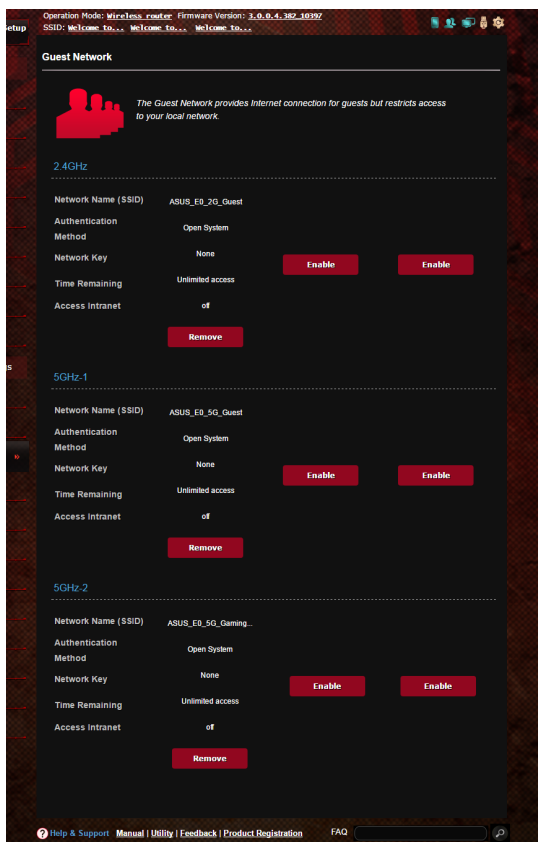 Operation Mode: Wireless router Firmware Version: 3.0.0.4.382_10397
SSID: Welcome to... Welcome to... Welcome to...
Setup
Guest Network
The Guest Network provides Internet connection for guests but restricts access
to your local network.
2.4GHz
Network Name (SSID) ASUS_E0_2G_Guest
Authentication
Method Open System
Network Key None
Enable Enable
Time Remaining Unlimited access
Access Intranet off
Remove
gs
5GHz-1
Network Name (SSID) ASUS_E0_5G_Guest
Authentication
Method Open System
Network Key None
Enable Enable
Time Remaining Unlimited access
Access Intranet off
Remove
5GHz-2
Network Name (SSID) ASUS_E0_5G_Gaming...
Authentication
Method Open System
Network Key None
Enable Enable
Time Remaining Unlimited access
Access Intranet off
Remove
? Help & Support Manual | Utility | Feedback | Product Registration FAQ